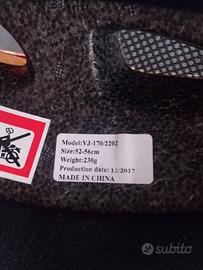 Model:YJ-170/2202
Size:52-56cm
Weight:230g
Production date: 12/2017
MADE IN CHINA
subito